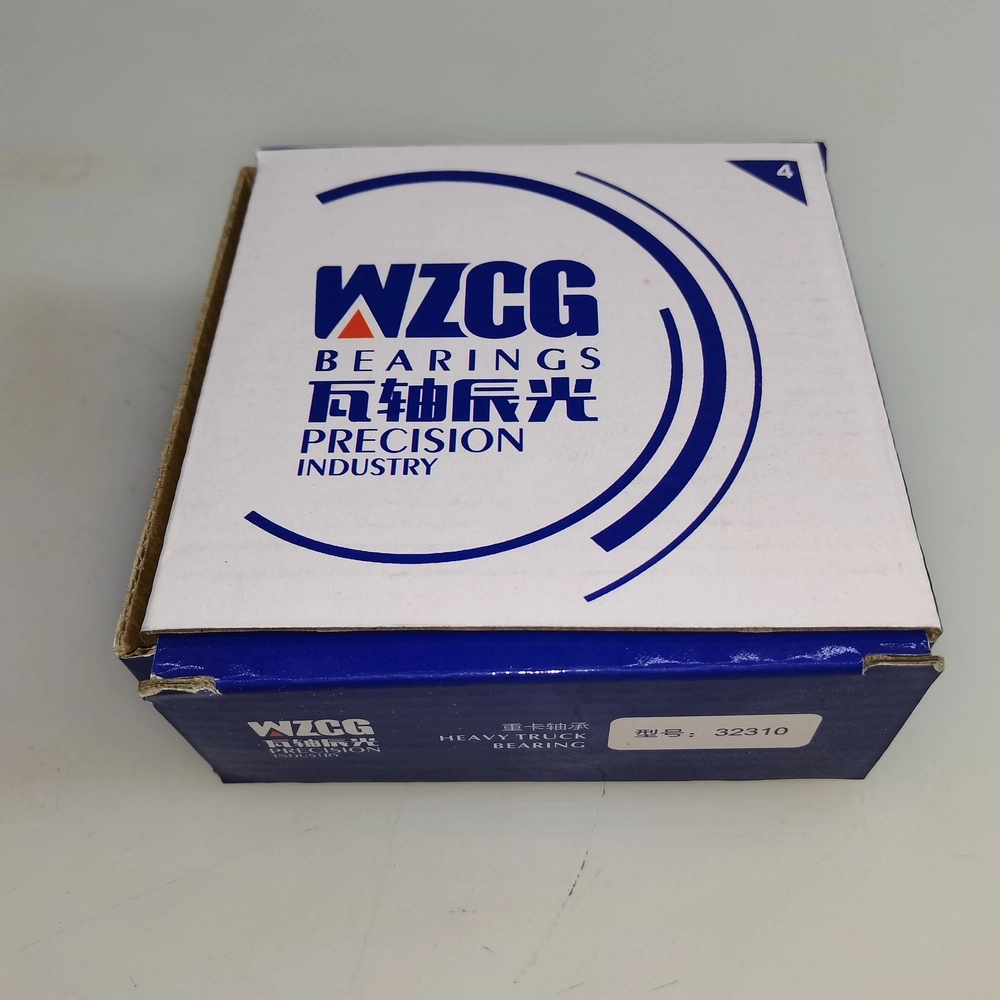 4
WZCG
BEARINGS
瓦轴辰光
PRECISION
INDUSTRY
WZCG
瓦轴辰光
PRECISION
INDUSTRY
重卡轴承
HEAVY TRUCK
BEARING
型号: 32310